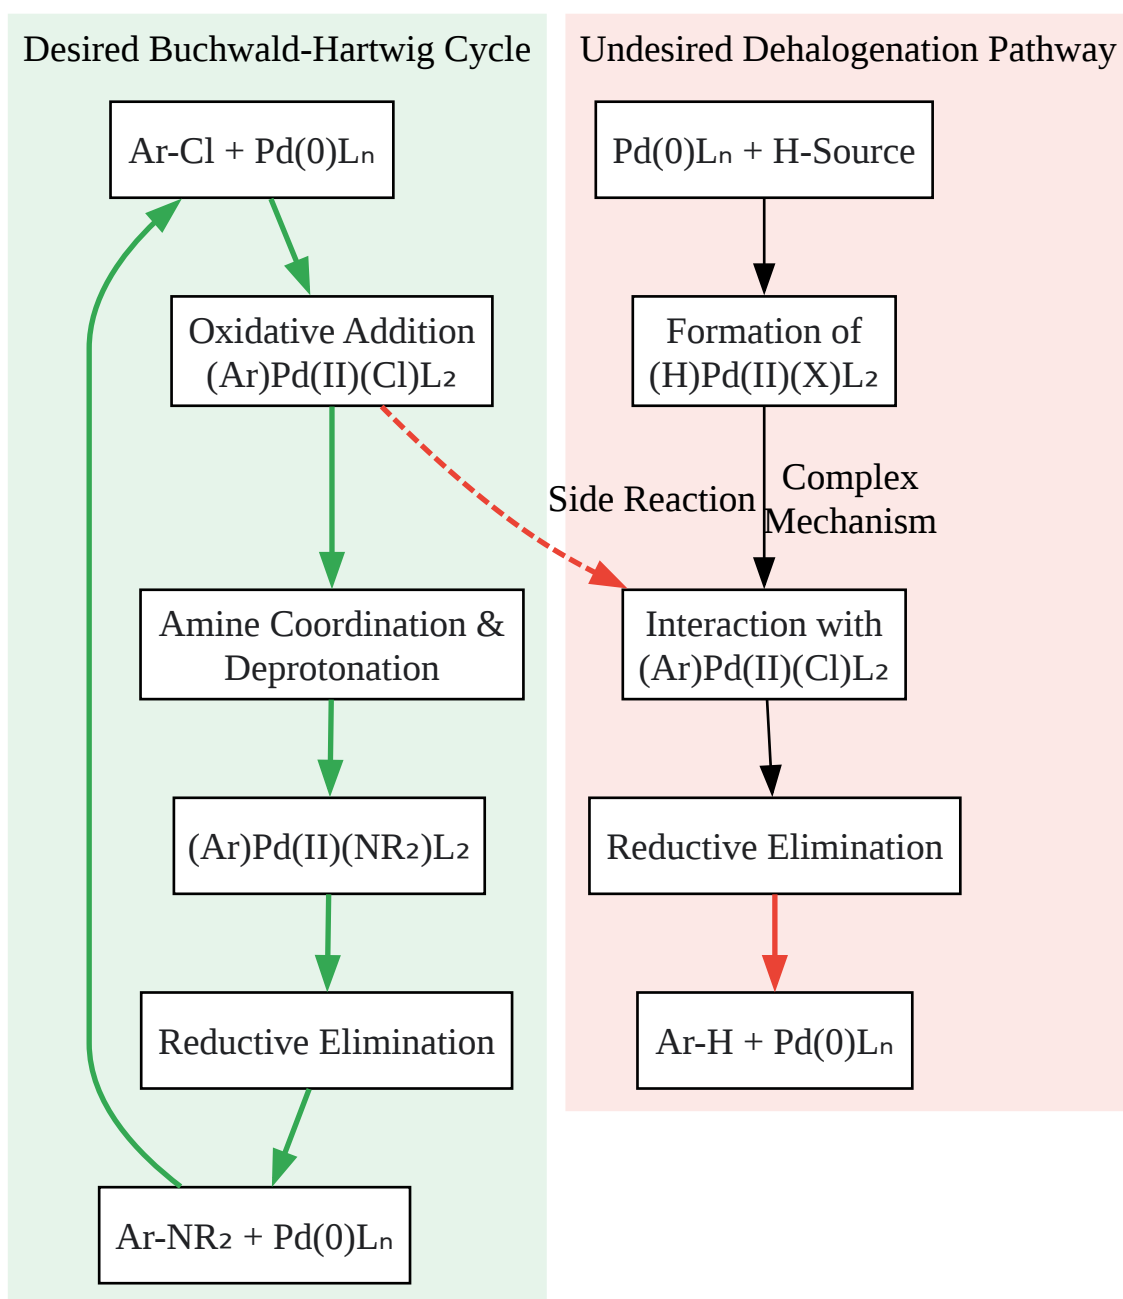 Desired Buchwald-Hartwig Cycle
Ar-Cl + Pd(0)Lₙ
Oxidative Addition
(Ar)Pd(II)(Cl)L₂
Amine Coordination &
Deprotonation
(Ar)Pd(II)(NR₂)L₂
Reductive Elimination
Ar-NR₂ + Pd(0)Lₙ
Side Reaction
Undesired Dehalogenation Pathway
Pd(0)Lₙ + H-Source
Formation of
(H)Pd(II)(X)L₂
Complex
Mechanism
Interaction with
(Ar)Pd(II)(Cl)L₂
Reductive Elimination
Ar-H + Pd(0)Lₙ